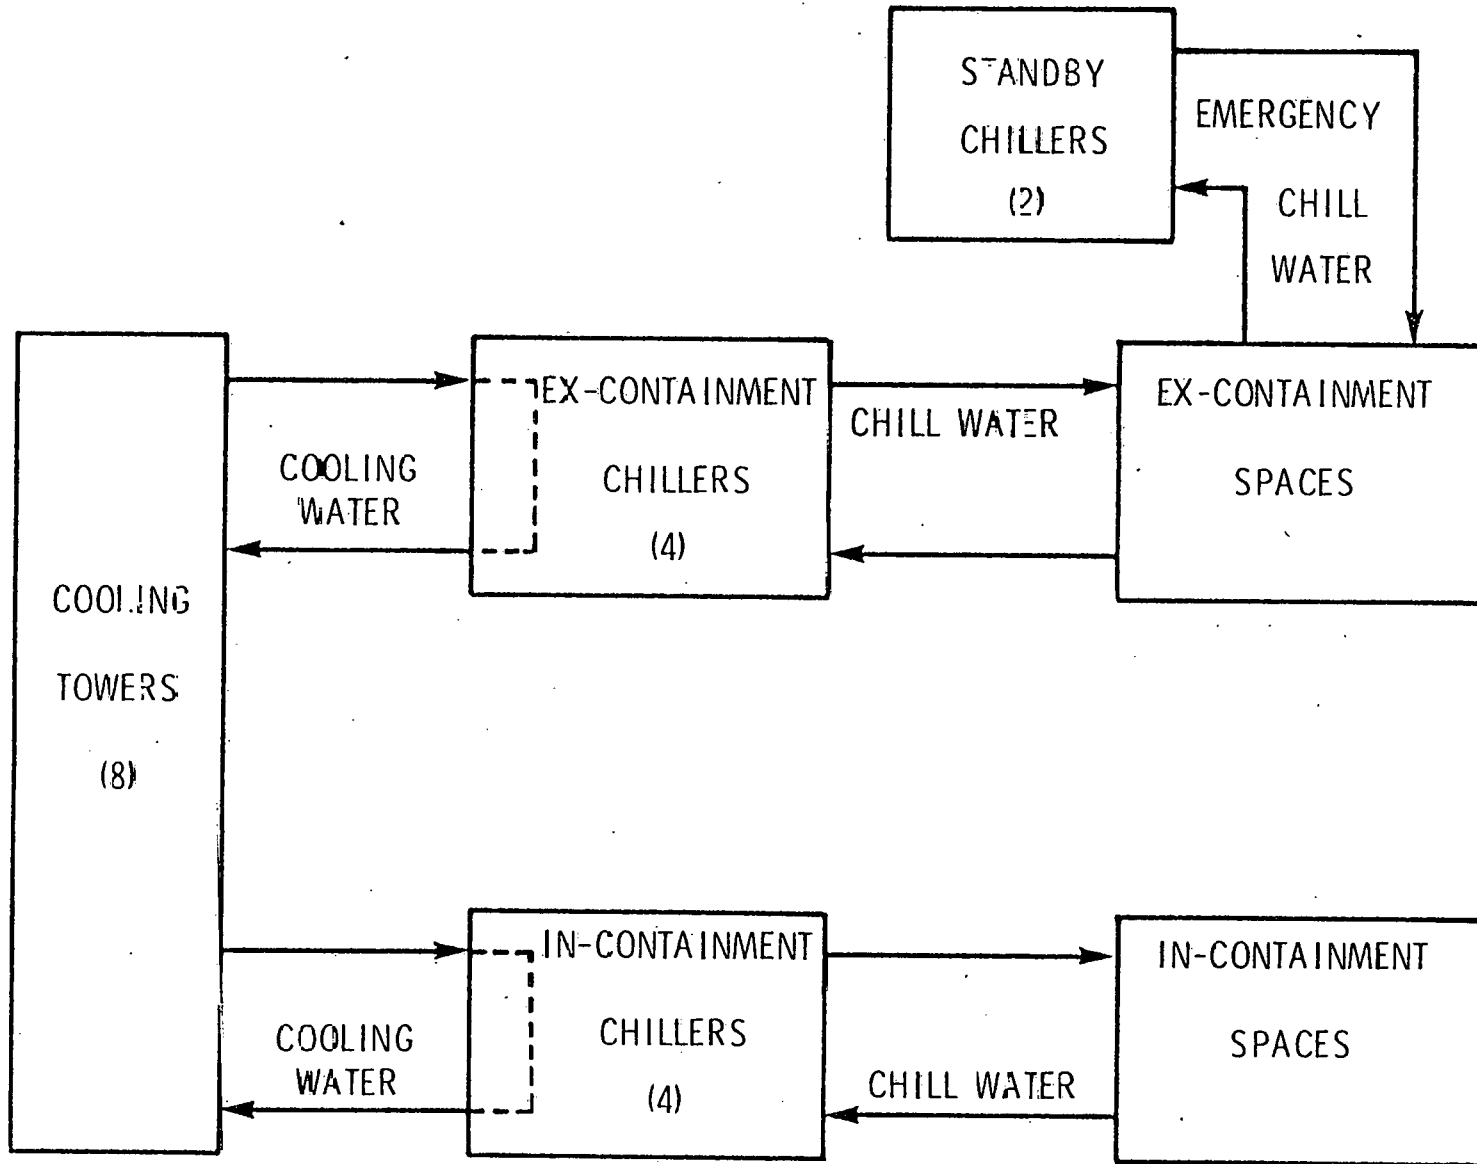 STANDBY
CHILLERS
(2)
EMERGENCY
CHILL
WATER
COOLING
TOWERS
(8)
COOLING
WATER
EX-CONTAINMENT
CHILLERS
(4)
CHILL WATER
EX-CONTAINMENT
SPACES
COOLING
WATER
IN-CONTAINMENT
CHILLERS
(4)
CHILL WATER
IN-CONTAINMENT
SPACES